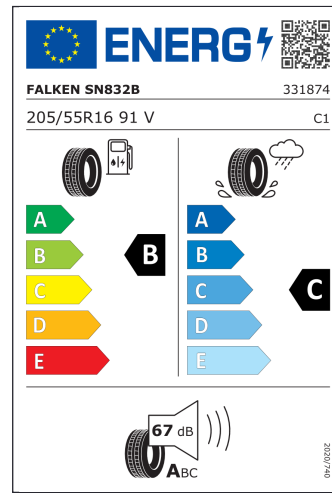 ENERG
FALKEN SN832B 331874
205/55R16 91 V C1
A A
B B B
C C C
D D
E E
67 dB
ABC
2020/740